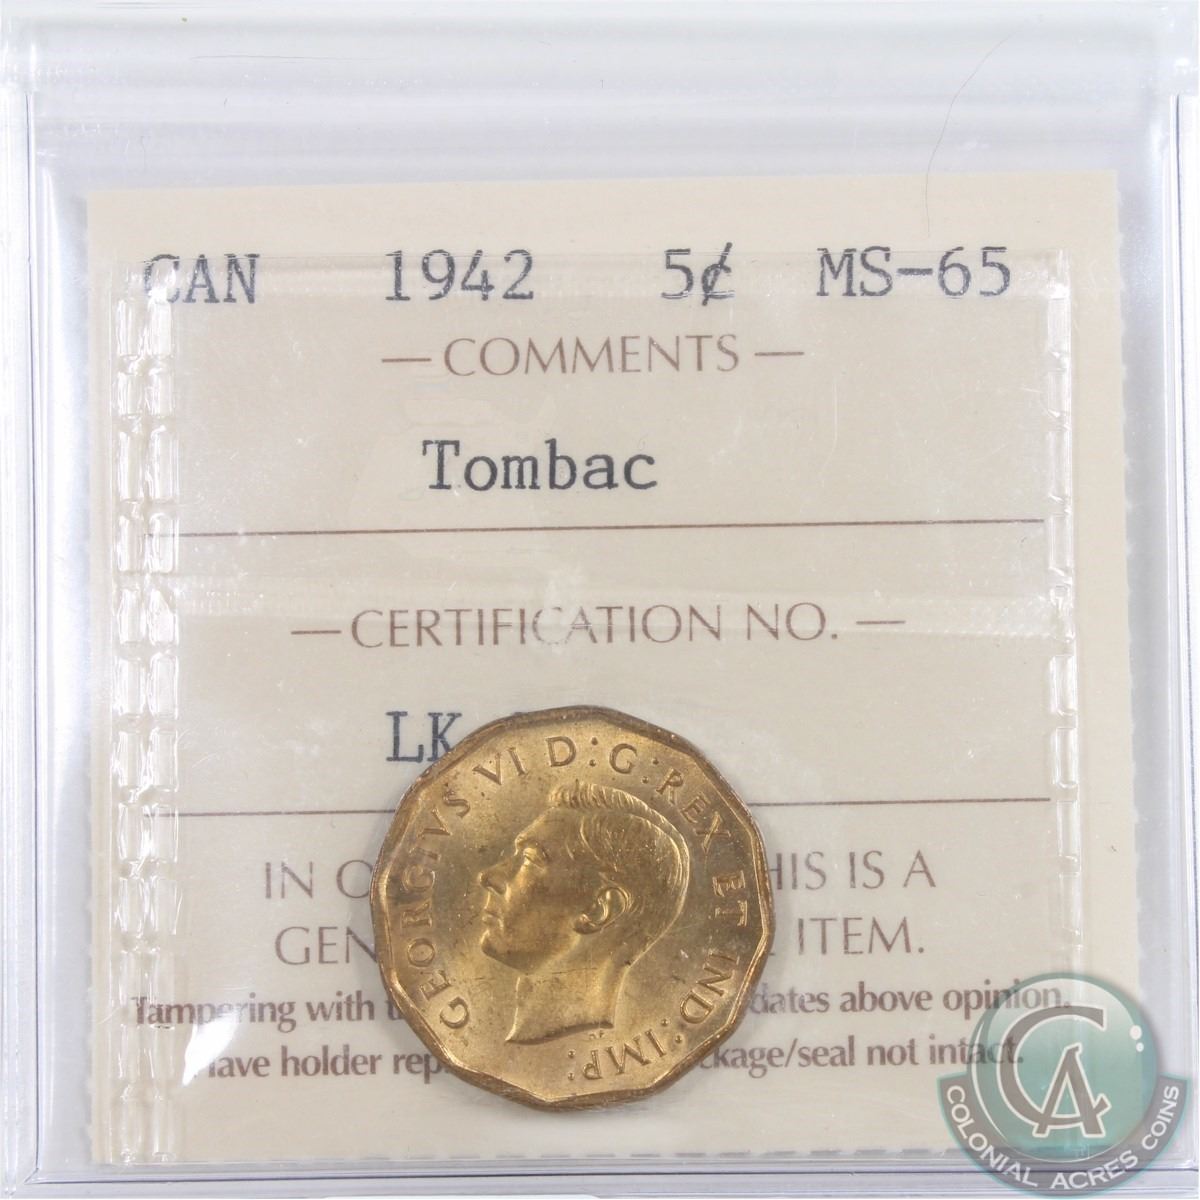 CAN 1942 5¢ MS-65
— COMMENTS —
Tombac
— CERTIFICATION NO. —
LK
GEORGIVS VI D:G:REX ET IND:IMP:
IN O HIS IS A
GEN ITEM.
Tampering with dates above opinion.
Have holder rep ckage/seal not intact.
CA
COLONIAL ACRES COINS